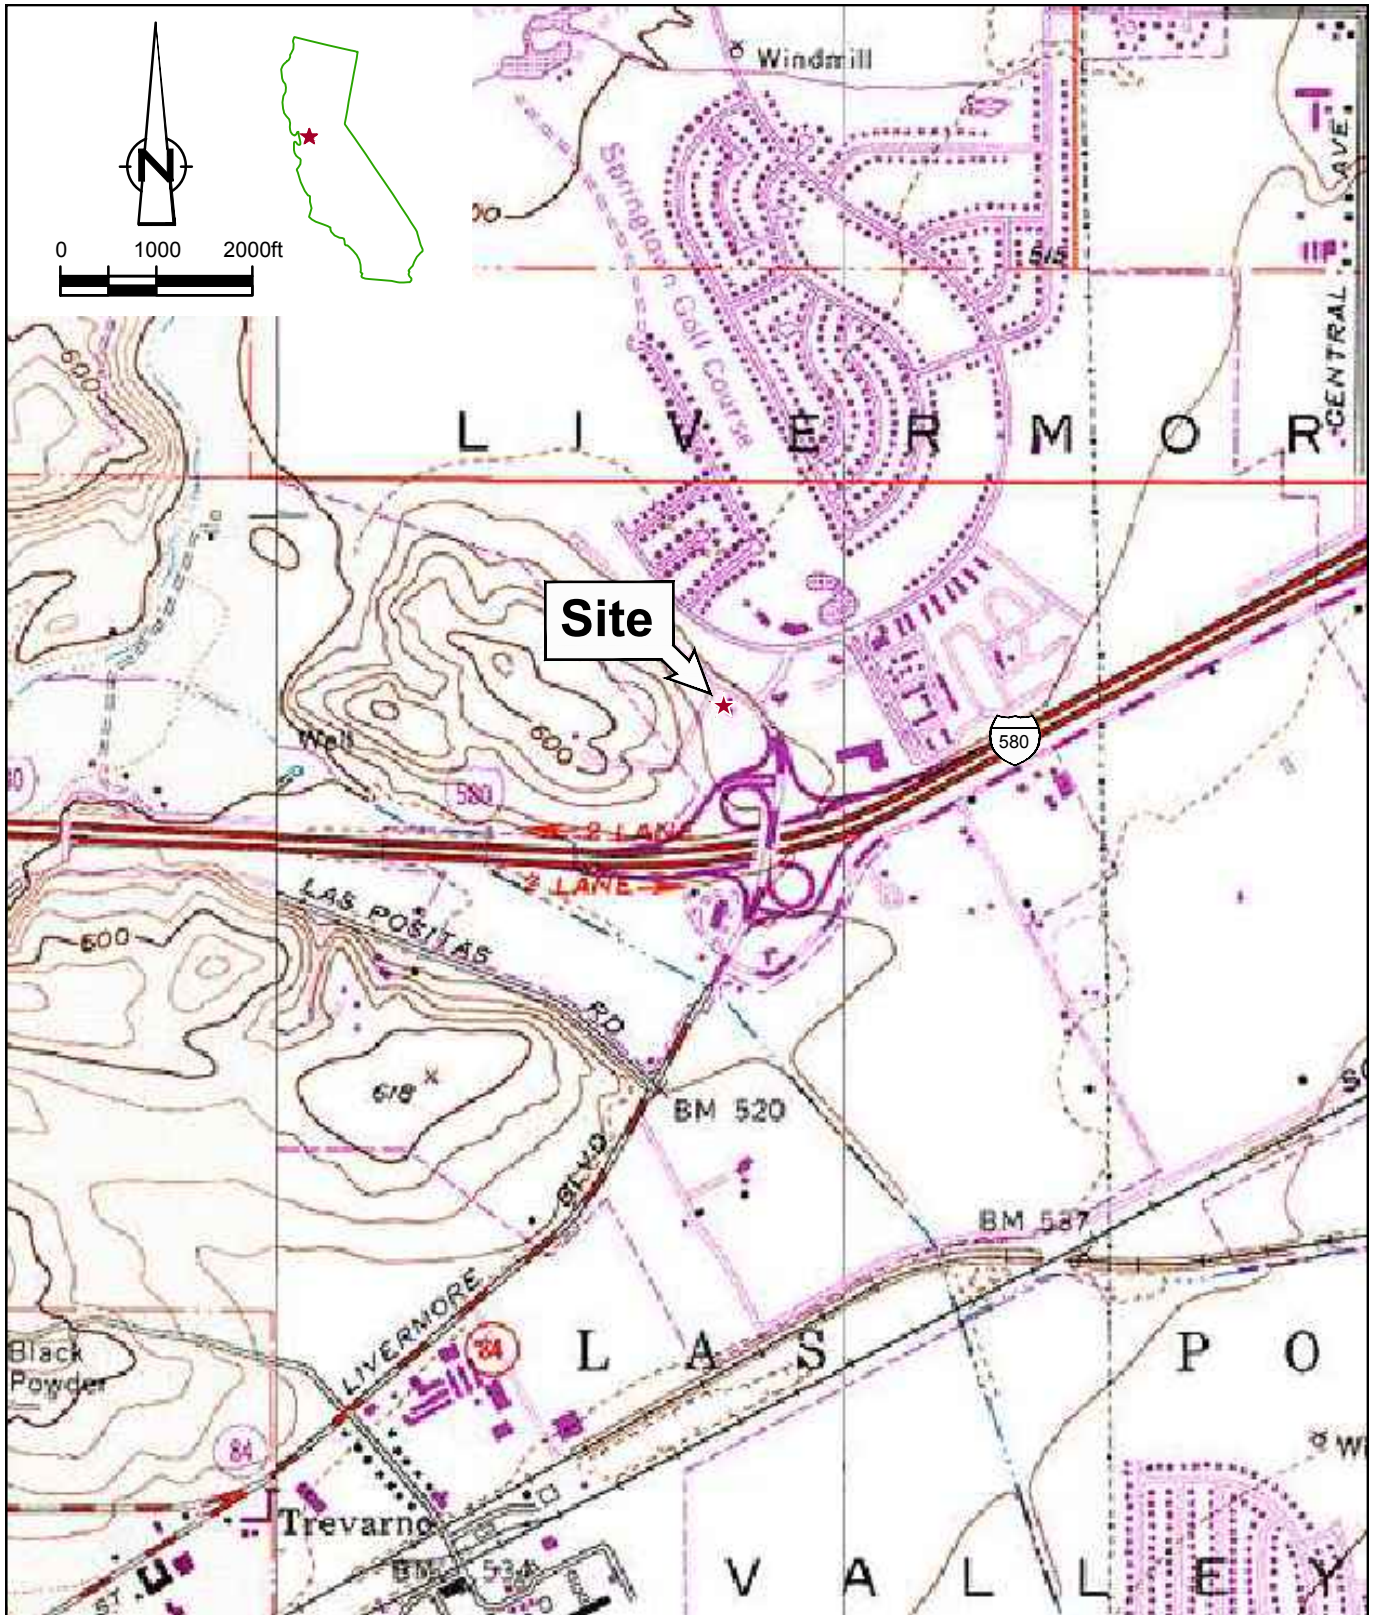 Windmill
N
0 1000 2000ft
AVE
Springtown Golf Course
515
CENTRAL
600
L I V E R M O R
Site
600
Well
580
580
2 LANE
2 LANE
LAS POSITAS RD
600
618
BM 520
BLVD
BM 537
LIVERMORE
84
L A S P O
Black
Powder
84
Trevarno
BM 534
V A L L E Y
ST